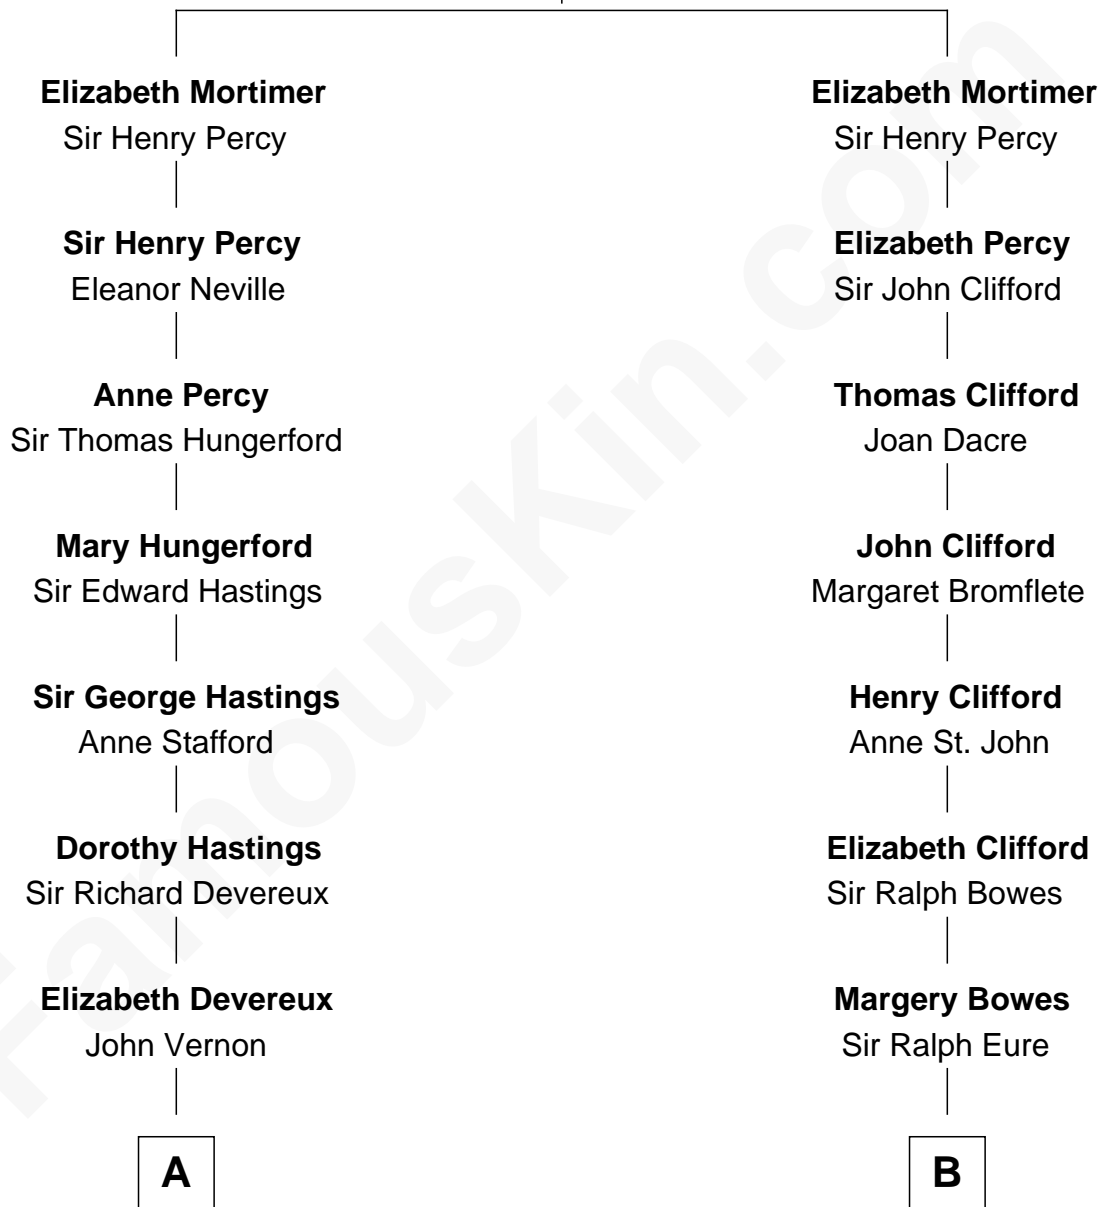 Elizabeth Mortimer
Sir Henry Percy
Sir Henry Percy
Eleanor Neville
Anne Percy
Sir Thomas Hungerford
Mary Hungerford
Sir Edward Hastings
Sir George Hastings
Anne Stafford
Dorothy Hastings
Sir Richard Devereux
Elizabeth Devereux
John Vernon
A
Elizabeth Mortimer
Sir Henry Percy
Elizabeth Percy
Sir John Clifford
Thomas Clifford
Joan Dacre
John Clifford
Margaret Bromflete
Henry Clifford
Anne St. John
Elizabeth Clifford
Sir Ralph Bowes
Margery Bowes
Sir Ralph Eure
B
FamousKin.com